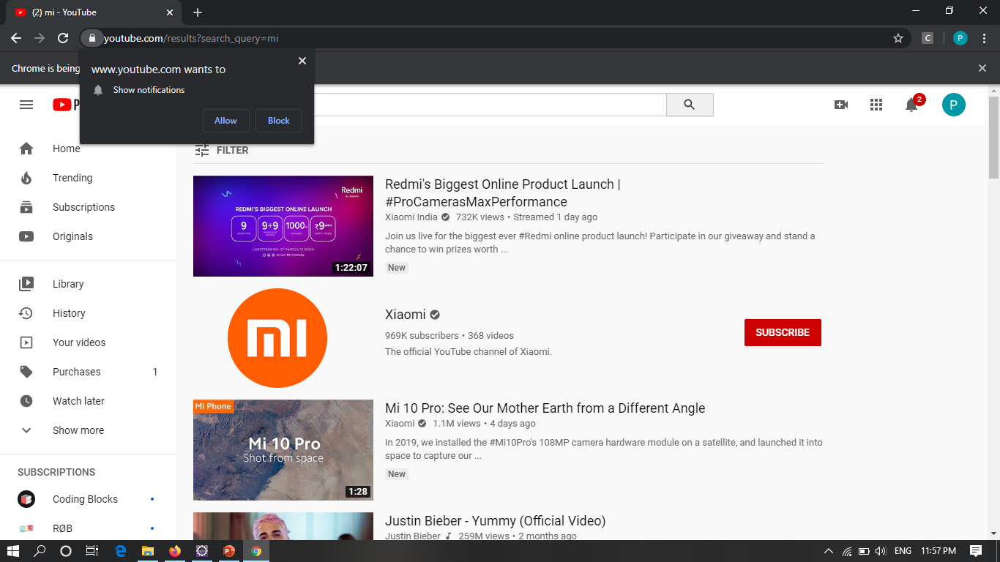 (2) mi - YouTube
youtube.com/results?search_query=mi
C
P
Chrome is being
www.youtube.com wants to
Show notifications
Allow
Block
2
P
Home
Trending
Subscriptions
Originals
Library
History
Your videos
Purchases 1
Watch later
Show more
SUBSCRIPTIONS
Coding Blocks
RØB
FILTER
Redmi
by Xiaomi
REDMI'S BIGGEST ONLINE LAUNCH
9
9+9
1000+
₹9
LIVESTREAM ON 12TH MARCH, 12 NOON
1:22:07
Redmi's Biggest Online Product Launch |
#ProCamerasMaxPerformance
Xiaomi India 732K views • Streamed 1 day ago
Join us live for the biggest ever #Redmi online product launch! Participate in our giveaway and stand a
chance to win prizes worth ...
New
mi
Xiaomi
969K subscribers • 368 videos
The official YouTube channel of Xiaomi.
SUBSCRIBE
Mi Phone
Mi 10 Pro
Shot from space
1:28
Mi 10 Pro: See Our Mother Earth from a Different Angle
Xiaomi 1.1M views • 4 days ago
In 2019, we installed the #Mi10Pro's 108MP camera hardware module on a satellite, and launched it into
space to capture our ...
New
Justin Bieber - Yummy (Official Video)
Justin Bieber 259M views • 2 months ago
ENG 11:57 PM